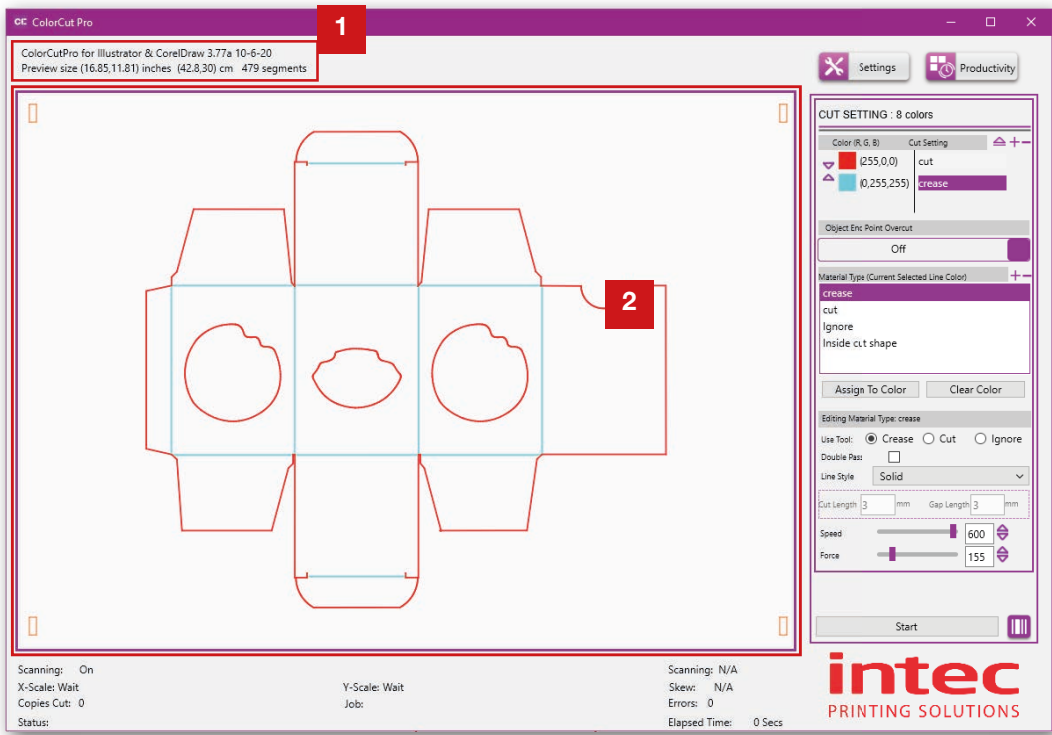 CC ColorCut Pro
1
ColorCutPro for Illustrator & CorelDraw 3.77a 10-6-20
Preview size (16.85,11.81) inches (42.8,30) cm 479 segments
Settings
Productivity
2
CUT SETTING : 8 colors
Color (R, G, B) Cut Setting
(255,0,0) cut
(0,255,255) crease
Object Enc Point Overcut
Off
Material Type (Current Selected Line Color)
crease
cut
Ignore
Inside cut shape
Assign To Color Clear Color
Editing Material Type: crease
Use Tool: Crease Cut Ignore
Double Pass
Line Style Solid
Cut Length 3 mm Gap Length 3 mm
Speed 600
Force 155
Start
Scanning: On
X-Scale: Wait
Copies Cut: 0
Status:
Y-Scale: Wait
Job:
Scanning: N/A
Skew: N/A
Errors: 0
Elapsed Time: 0 Secs
intec
PRINTING SOLUTIONS